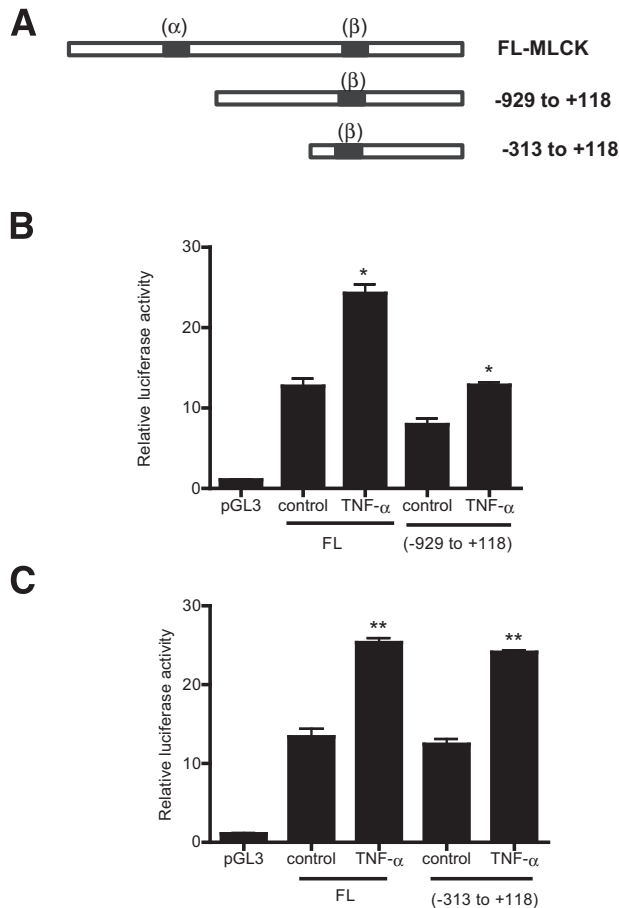 A
(α) (β)
FL-MLCK
(β)
-929 to +118
(β)
-313 to +118
B
Relative luciferase activity
30
20
10
0
*
*
pGL3 control TNF-α control TNF-α
FL (-929 to +118)
C
Relative luciferase activity
30
20
10
0
**
**
pGL3 control TNF-α control TNF-α
FL (-313 to +118)